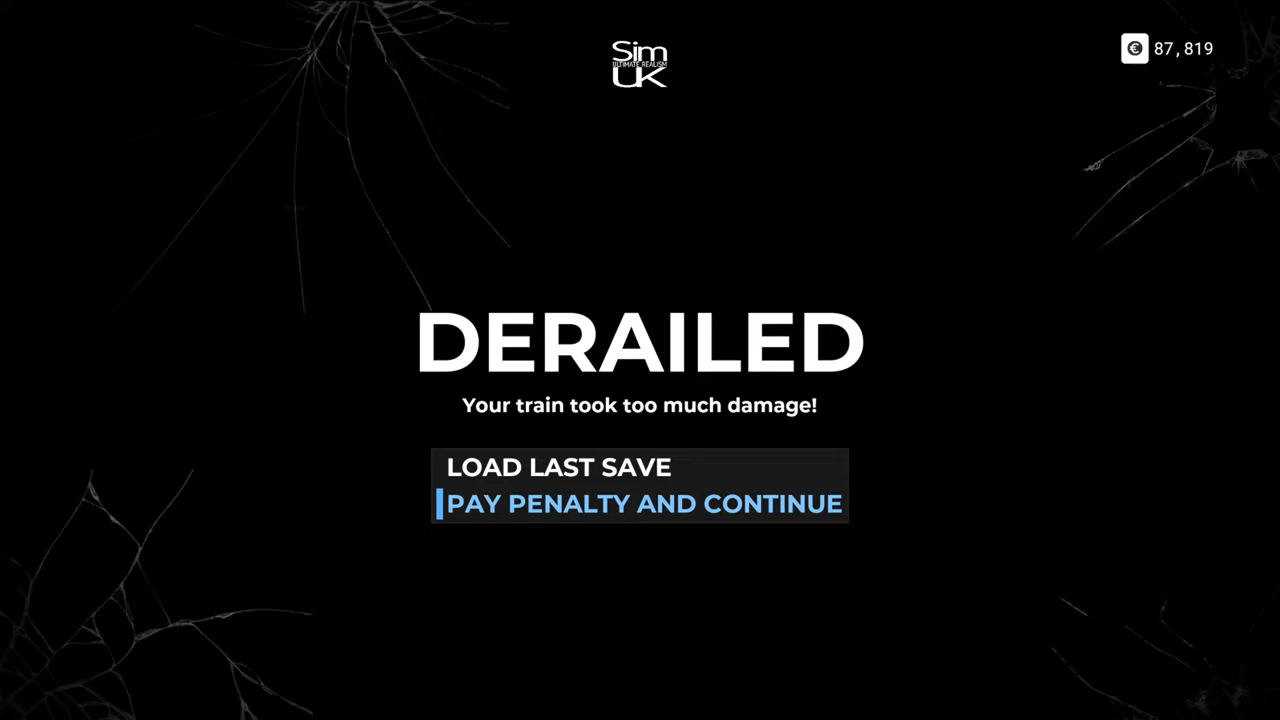 Sim
ULTIMATE REALISM
UK
€ 87,819
DERAILED
Your train took too much damage!
LOAD LAST SAVE
PAY PENALTY AND CONTINUE